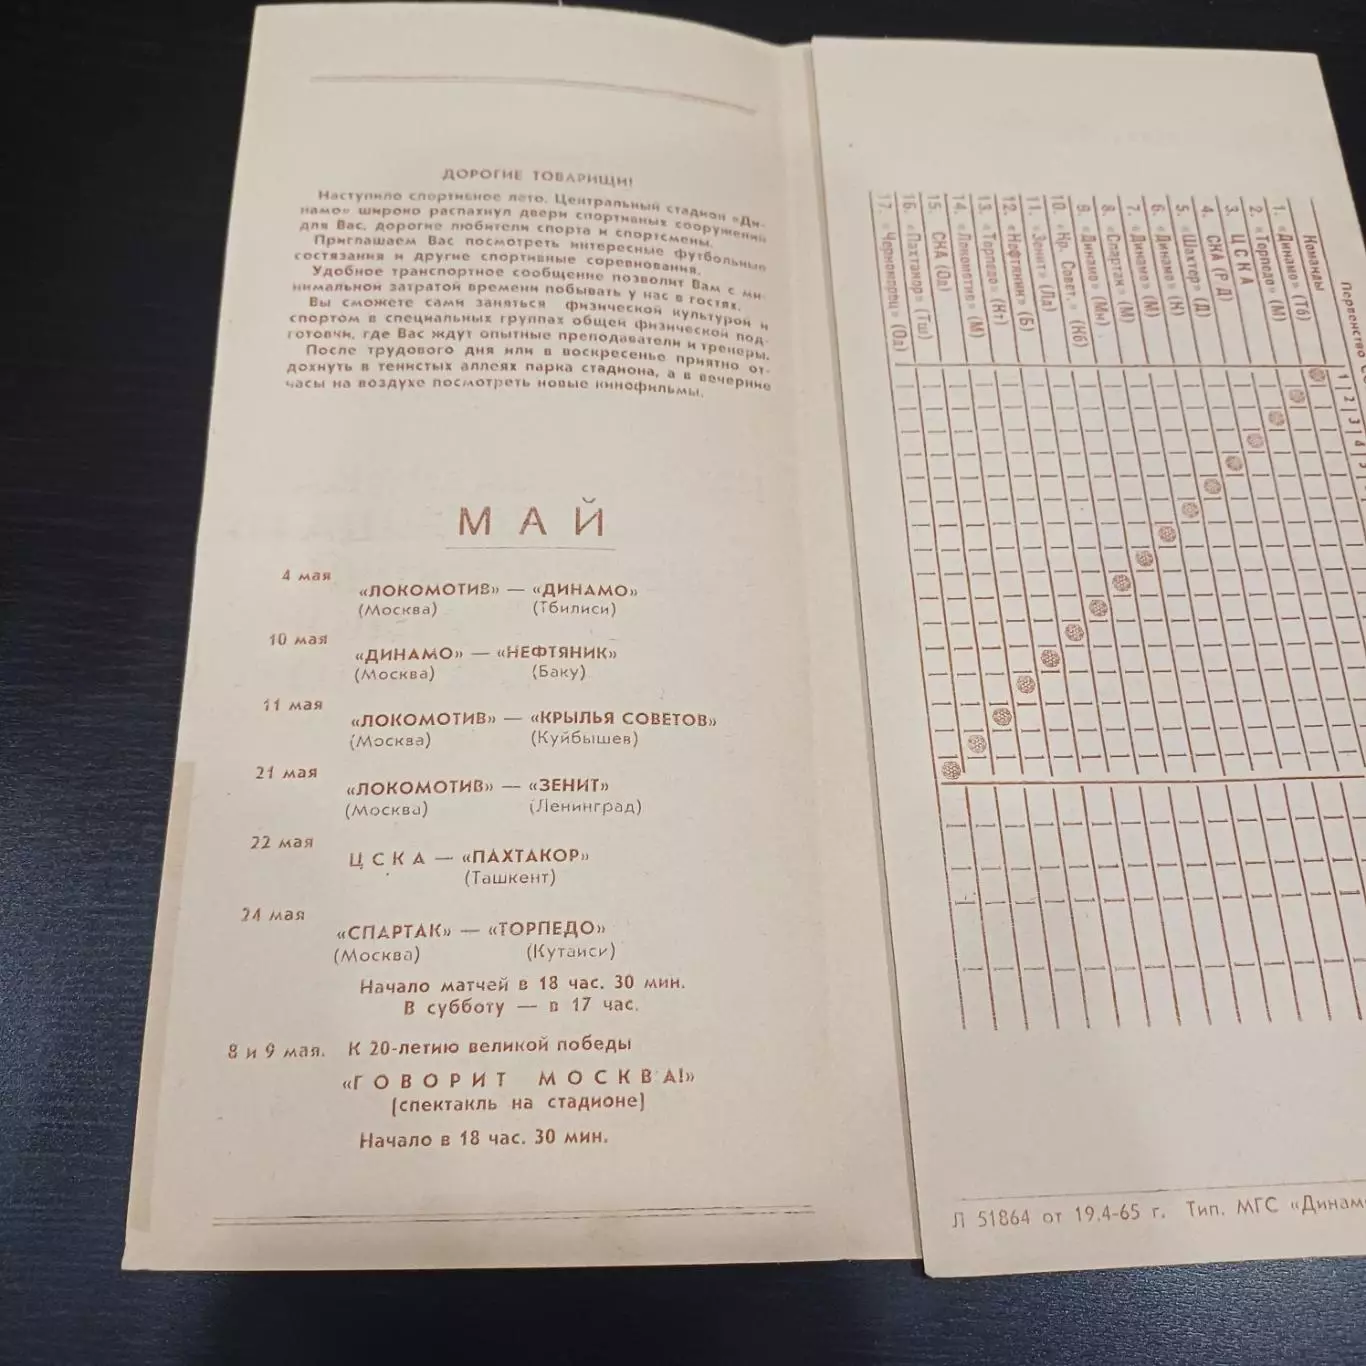 ДОРОГИЕ ТОВАРИЩИ!
Наступило спортивное лето. Центральный стадион «Ди-
намо» широко распахнул двери спортивных сооружений
для Вас, дорогие любители спорта и спортсмены.
Приглашаем Вас посмотреть интересные футбольные
состязания и другие спортивные соревнования.
Удобное транспортное сообщение позволит Вам с ми-
нимальной затратой времени побывать у нас в гостях.
Вы сможете сами заняться физической культурой и
спортом в специальных группах общей физической под-
готовки, где Вас ждут опытные преподаватели и тренеры.
После трудового дня или в воскресенье приятно от-
дохнуть в тенистых аллеях парка стадиона, а в вечерние
часы на воздухе посмотреть новые кинофильмы.
МАЙ
4 мая
«ЛОКОМОТИВ» — «ДИНАМО»
(Москва) (Тбилиси)
10 мая
«ДИНАМО» — «НЕФТЯНИК»
(Москва) (Баку)
11 мая
«ЛОКОМОТИВ» — «КРЫЛЬЯ СОВЕТОВ»
(Москва) (Куйбышев)
21 мая
«ЛОКОМОТИВ» — «ЗЕНИТ»
(Москва) (Ленинград)
22 мая
ЦСКА — «ПАХТАКОР»
(Ташкент)
24 мая
«СПАРТАК» — «ТОРПЕДО»
(Москва) (Кутаиси)
Начало матчей в 18 час. 30 мин.
В субботу — в 17 час.
8 и 9 мая. К 20-летию великой победы
«ГОВОРИТ МОСКВА!»
(спектакль на стадионе)
Начало в 18 час. 30 мин.
Первенство
Команды
1 2 3 4 5
1. «Динамо» (Тб)
2. «Торпедо» (М)
3. ЦСКА
4. СКА (Р Д)
5. «Шахтер» (Д)
6. «Динамо» (К)
7. «Динамо» (М)
8. «Спартак» (М)
9. «Динамо» (Мн)
10. «Кр. Совет.» (Кб)
11. «Зенит» (Лд)
12. «Нефтяник» (Б)
13. «Торпедо» (Кт)
14. «Локомотив» (М)
15. СКА (Од)
16. «Пахтакор» (Тш)
17. «Черноморец» (Од)
Л 51864 от 19.4-65 г. Тип. МГС «Динамо